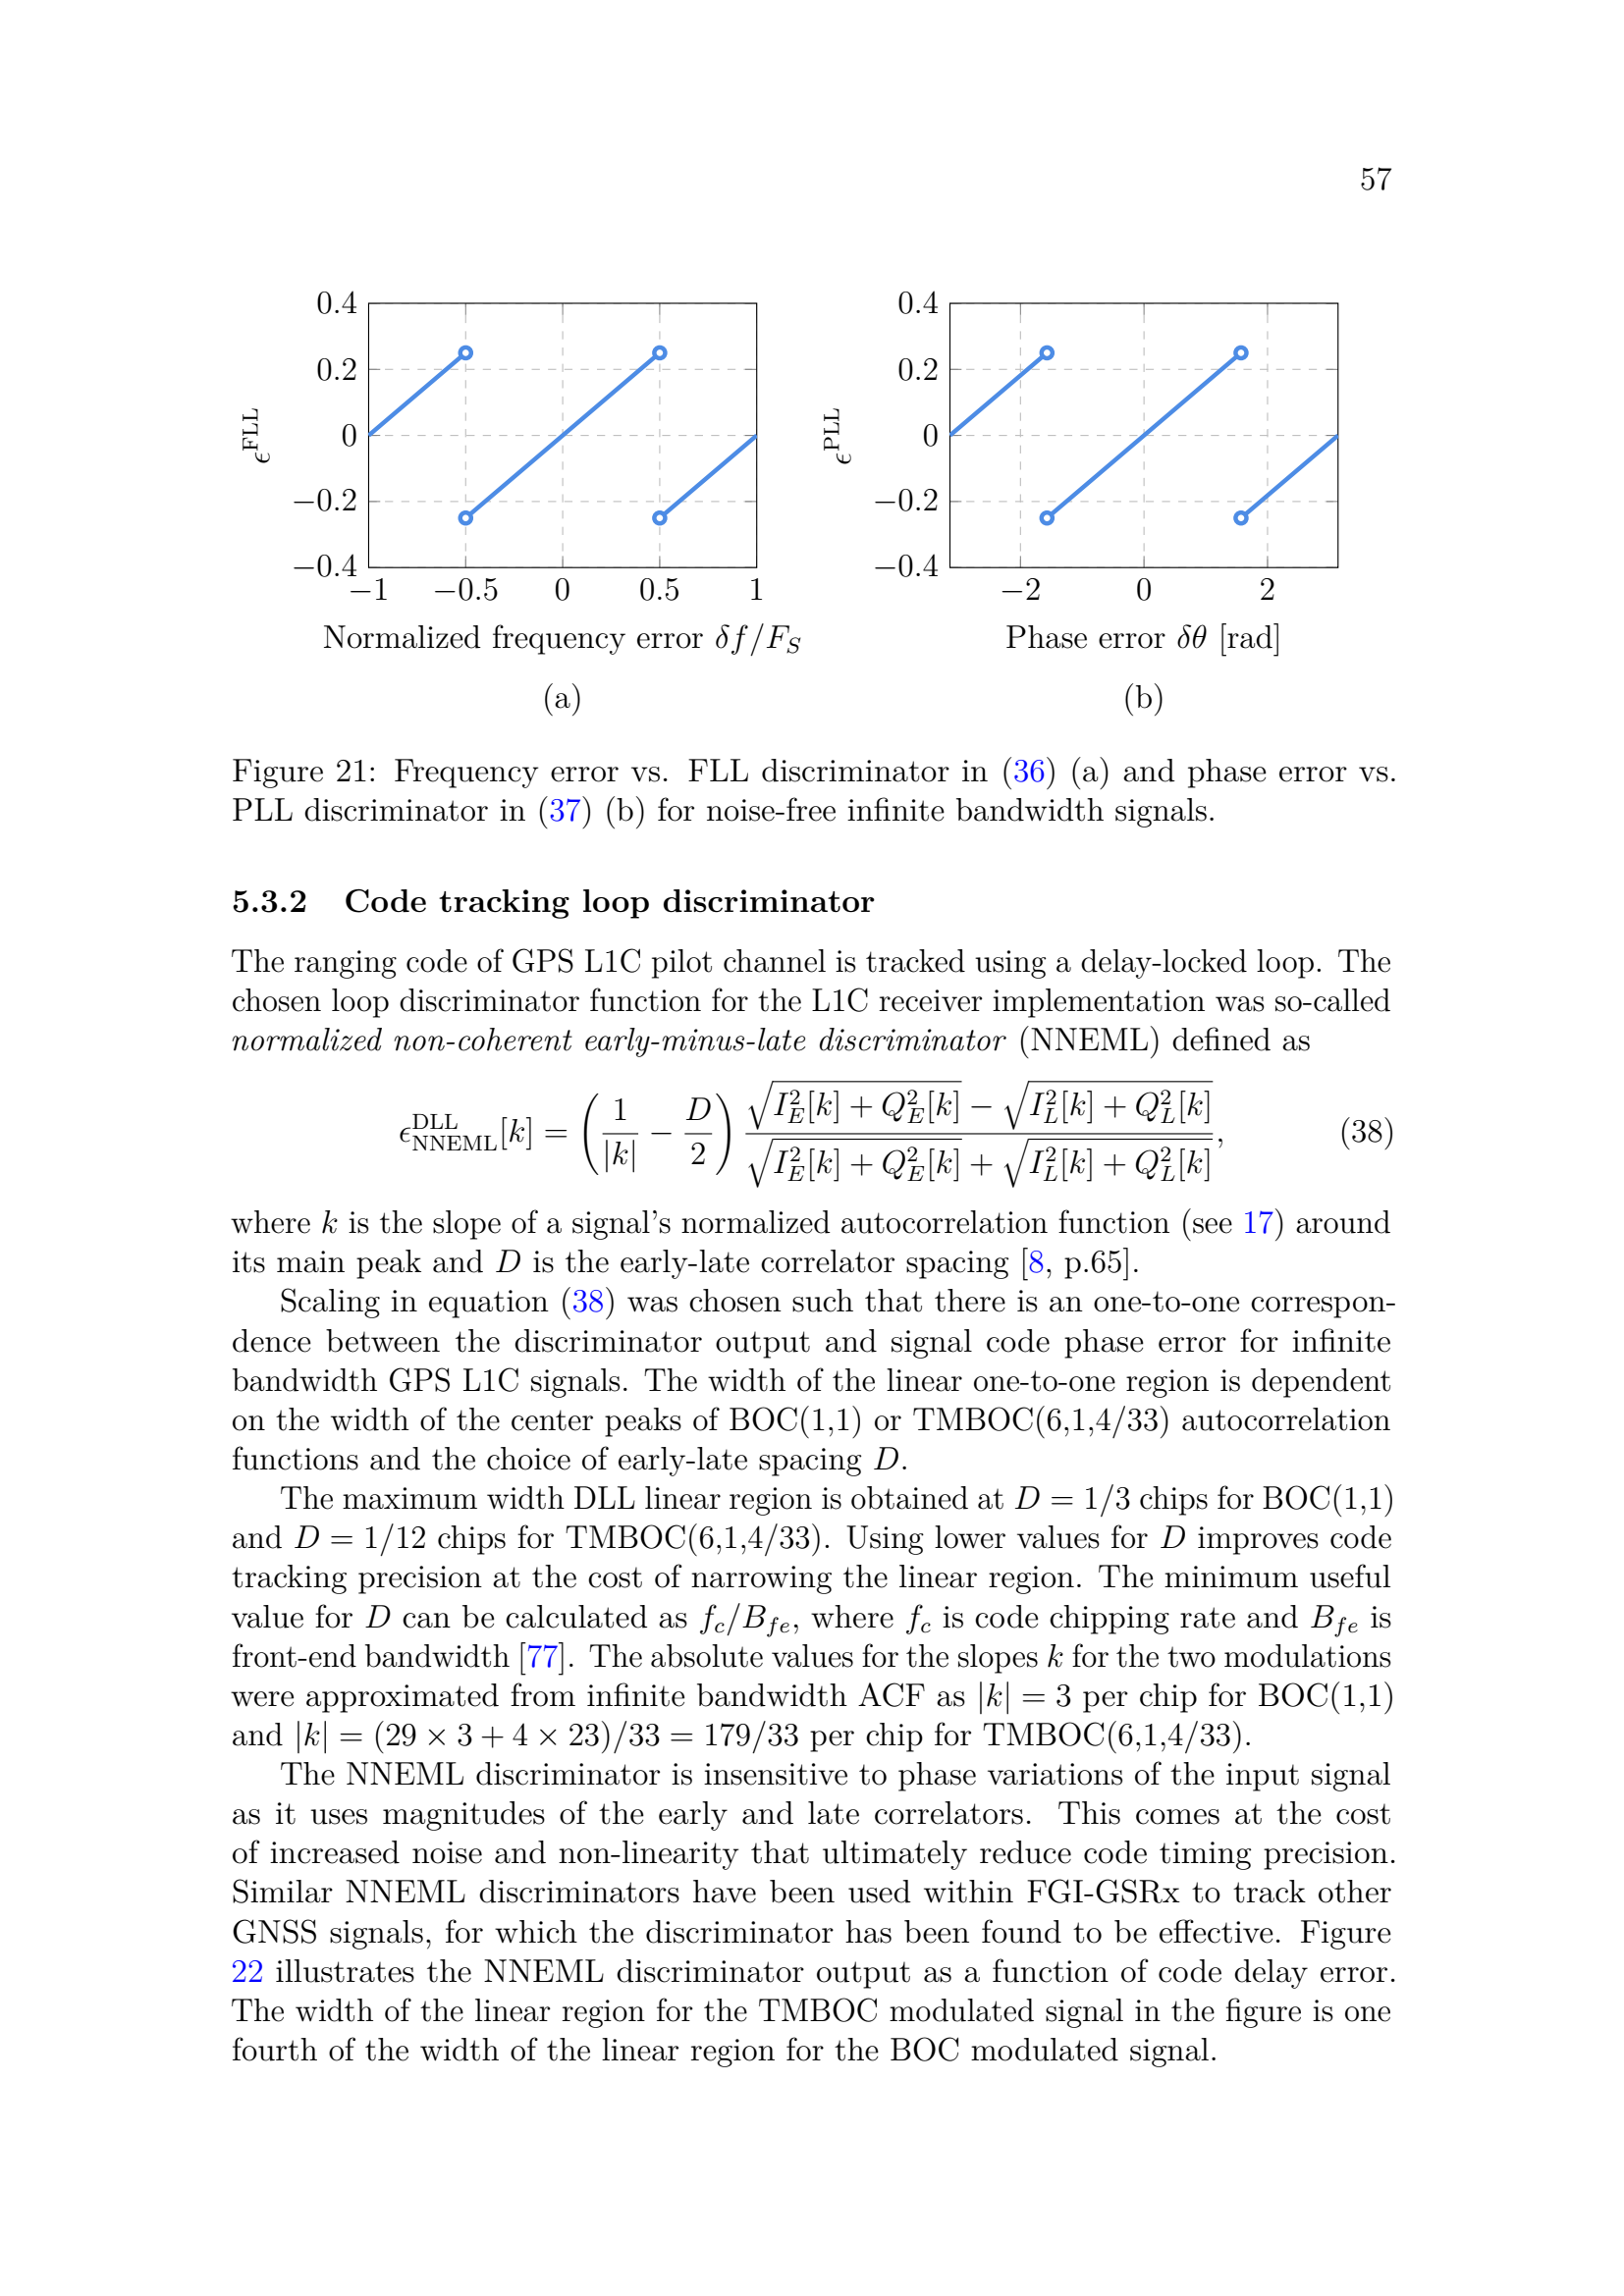 57
0.4
0.2
0
−0.2
−0.4
−1 −0.5 0 0.5 1
ϵ^FLL
Normalized frequency error δf/F_S
(a)
0.4
0.2
0
−0.2
−0.4
−2 0 2
ϵ^PLL
Phase error δθ [rad]
(b)
Figure 21: Frequency error vs. FLL discriminator in (36) (a) and phase error vs.
PLL discriminator in (37) (b) for noise-free infinite bandwidth signals.
5.3.2 Code tracking loop discriminator
The ranging code of GPS L1C pilot channel is tracked using a delay-locked loop. The
chosen loop discriminator function for the L1C receiver implementation was so-called
normalized non-coherent early-minus-late discriminator (NNEML) defined as
ϵ^DLL_NNEML[k] = (1/|k| − D/2) (√(I_E^2[k] + Q_E^2[k]) − √(I_L^2[k] + Q_L^2[k])) / (√(I_E^2[k] + Q_E^2[k]) + √(I_L^2[k] + Q_L^2[k])), (38)
where k is the slope of a signal's normalized autocorrelation function (see 17) around
its main peak and D is the early-late correlator spacing [8, p.65].
Scaling in equation (38) was chosen such that there is an one-to-one correspon-
dence between the discriminator output and signal code phase error for infinite
bandwidth GPS L1C signals. The width of the linear one-to-one region is dependent
on the width of the center peaks of BOC(1,1) or TMBOC(6,1,4/33) autocorrelation
functions and the choice of early-late spacing D.
The maximum width DLL linear region is obtained at D = 1/3 chips for BOC(1,1)
and D = 1/12 chips for TMBOC(6,1,4/33). Using lower values for D improves code
tracking precision at the cost of narrowing the linear region. The minimum useful
value for D can be calculated as f_c/B_fe, where f_c is code chipping rate and B_fe is
front-end bandwidth [77]. The absolute values for the slopes k for the two modulations
were approximated from infinite bandwidth ACF as |k| = 3 per chip for BOC(1,1)
and |k| = (29 × 3 + 4 × 23)/33 = 179/33 per chip for TMBOC(6,1,4/33).
The NNEML discriminator is insensitive to phase variations of the input signal
as it uses magnitudes of the early and late correlators. This comes at the cost
of increased noise and non-linearity that ultimately reduce code timing precision.
Similar NNEML discriminators have been used within FGI-GSRx to track other
GNSS signals, for which the discriminator has been found to be effective. Figure
22 illustrates the NNEML discriminator output as a function of code delay error.
The width of the linear region for the TMBOC modulated signal in the figure is one
fourth of the width of the linear region for the BOC modulated signal.